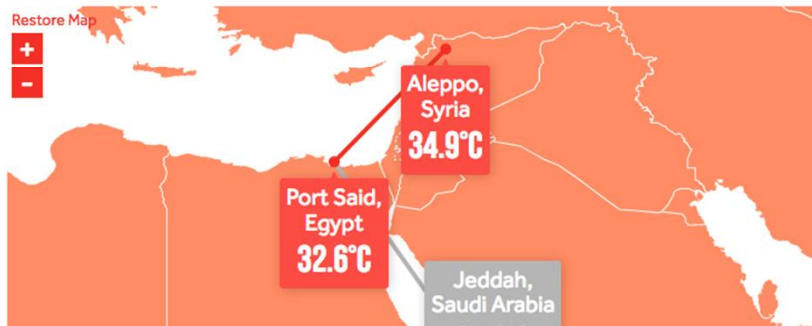 Restore Map
+
-
Aleppo,
Syria
34.9°C
Port Said,
Egypt
32.6°C
Jeddah,
Saudi Arabia